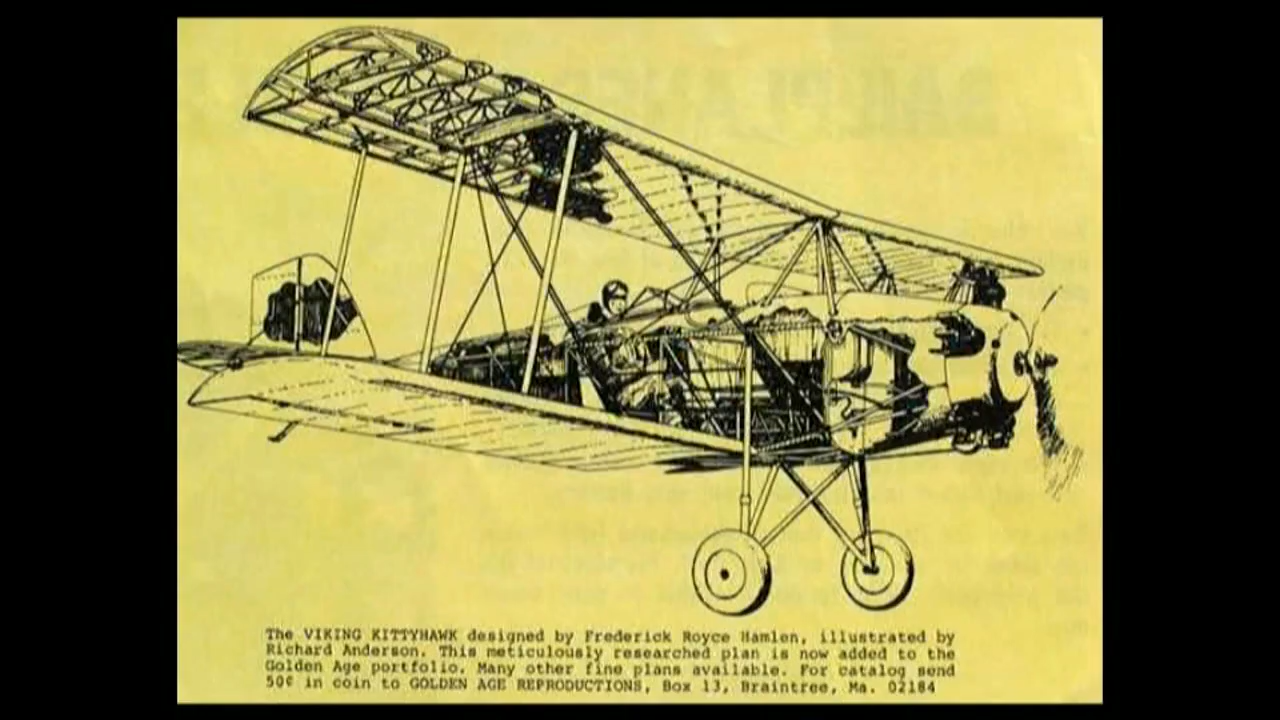 The VIKING KITTYHAWK designed by Frederick Royce Hamlen, illustrated by
Richard Anderson. This meticulously researched plan is now added to the
Golden Age portfolio. Many other fine plans available. For catalog send
50¢ in coin to GOLDEN AGE REPRODUCTIONS, Box 13, Braintree, Ma. 02184